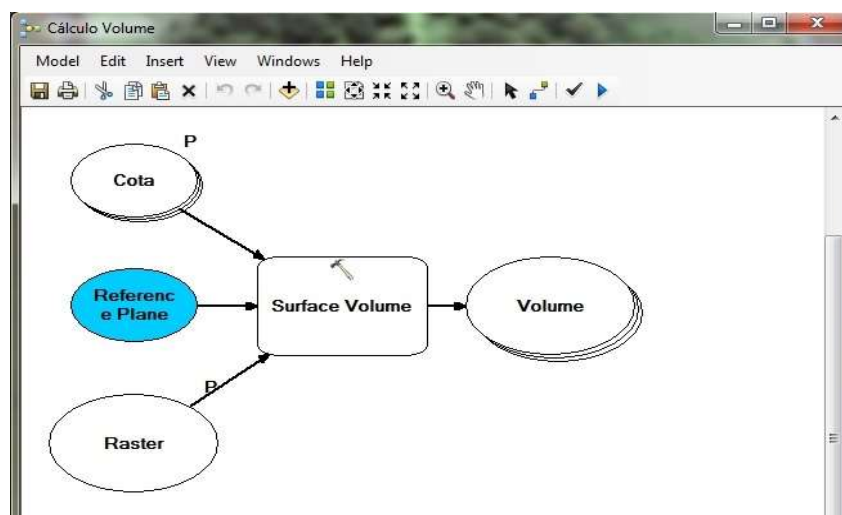 Cálculo Volume
Model Edit Insert View Windows Help
P
Cota
Referenc
e Plane
Surface Volume
Volume
P
Raster